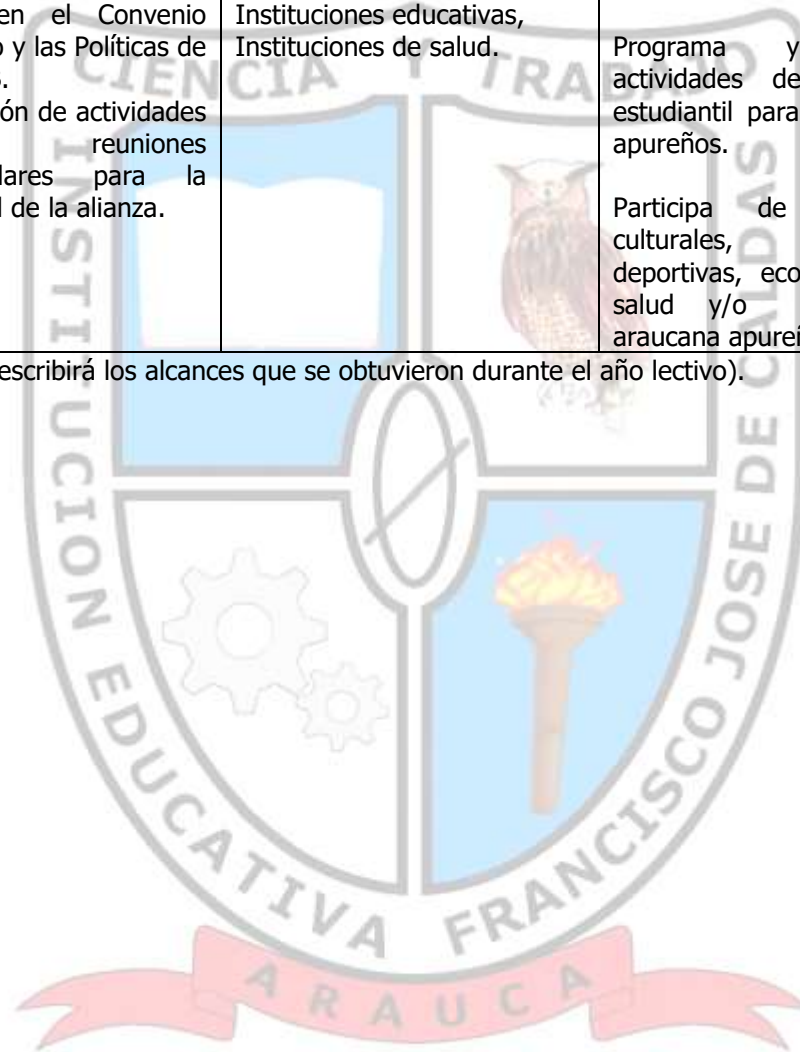 en el Convenio
y las Políticas de
ón de actividades
reuniones
lares para la
de la alianza.
Instituciones educativas,
Instituciones de salud.
Programa y
actividades de
estudiantil para
apureños.
Participa de
culturales,
deportivas, eco
salud y/o
araucana apureñ
escribirá los alcances que se obtuvieron durante el año lectivo).
CIENCIA Y TRABAJO
INSTITUCION EDUCATIVA FRANCISCO JOSE DE CALDAS
ARAUCA